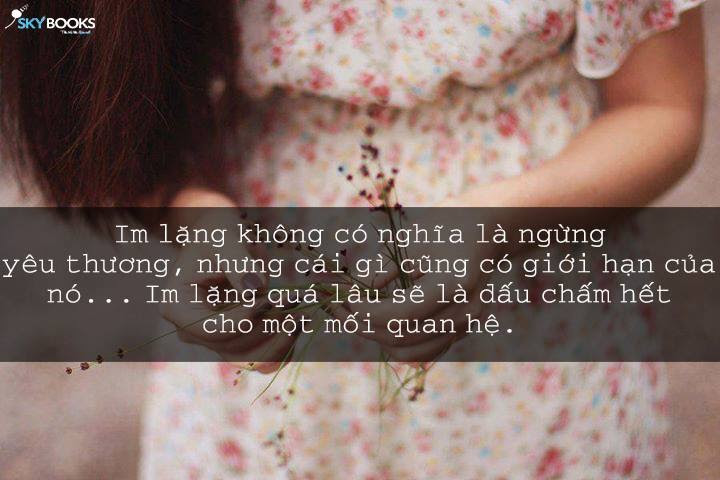 SKYBOOKS
Im lặng không có nghĩa là ngừng
yêu thương, nhưng cái gì cũng có giới hạn của
nó... Im lặng quá lâu sẽ là dấu chấm hết
cho một mối quan hệ.